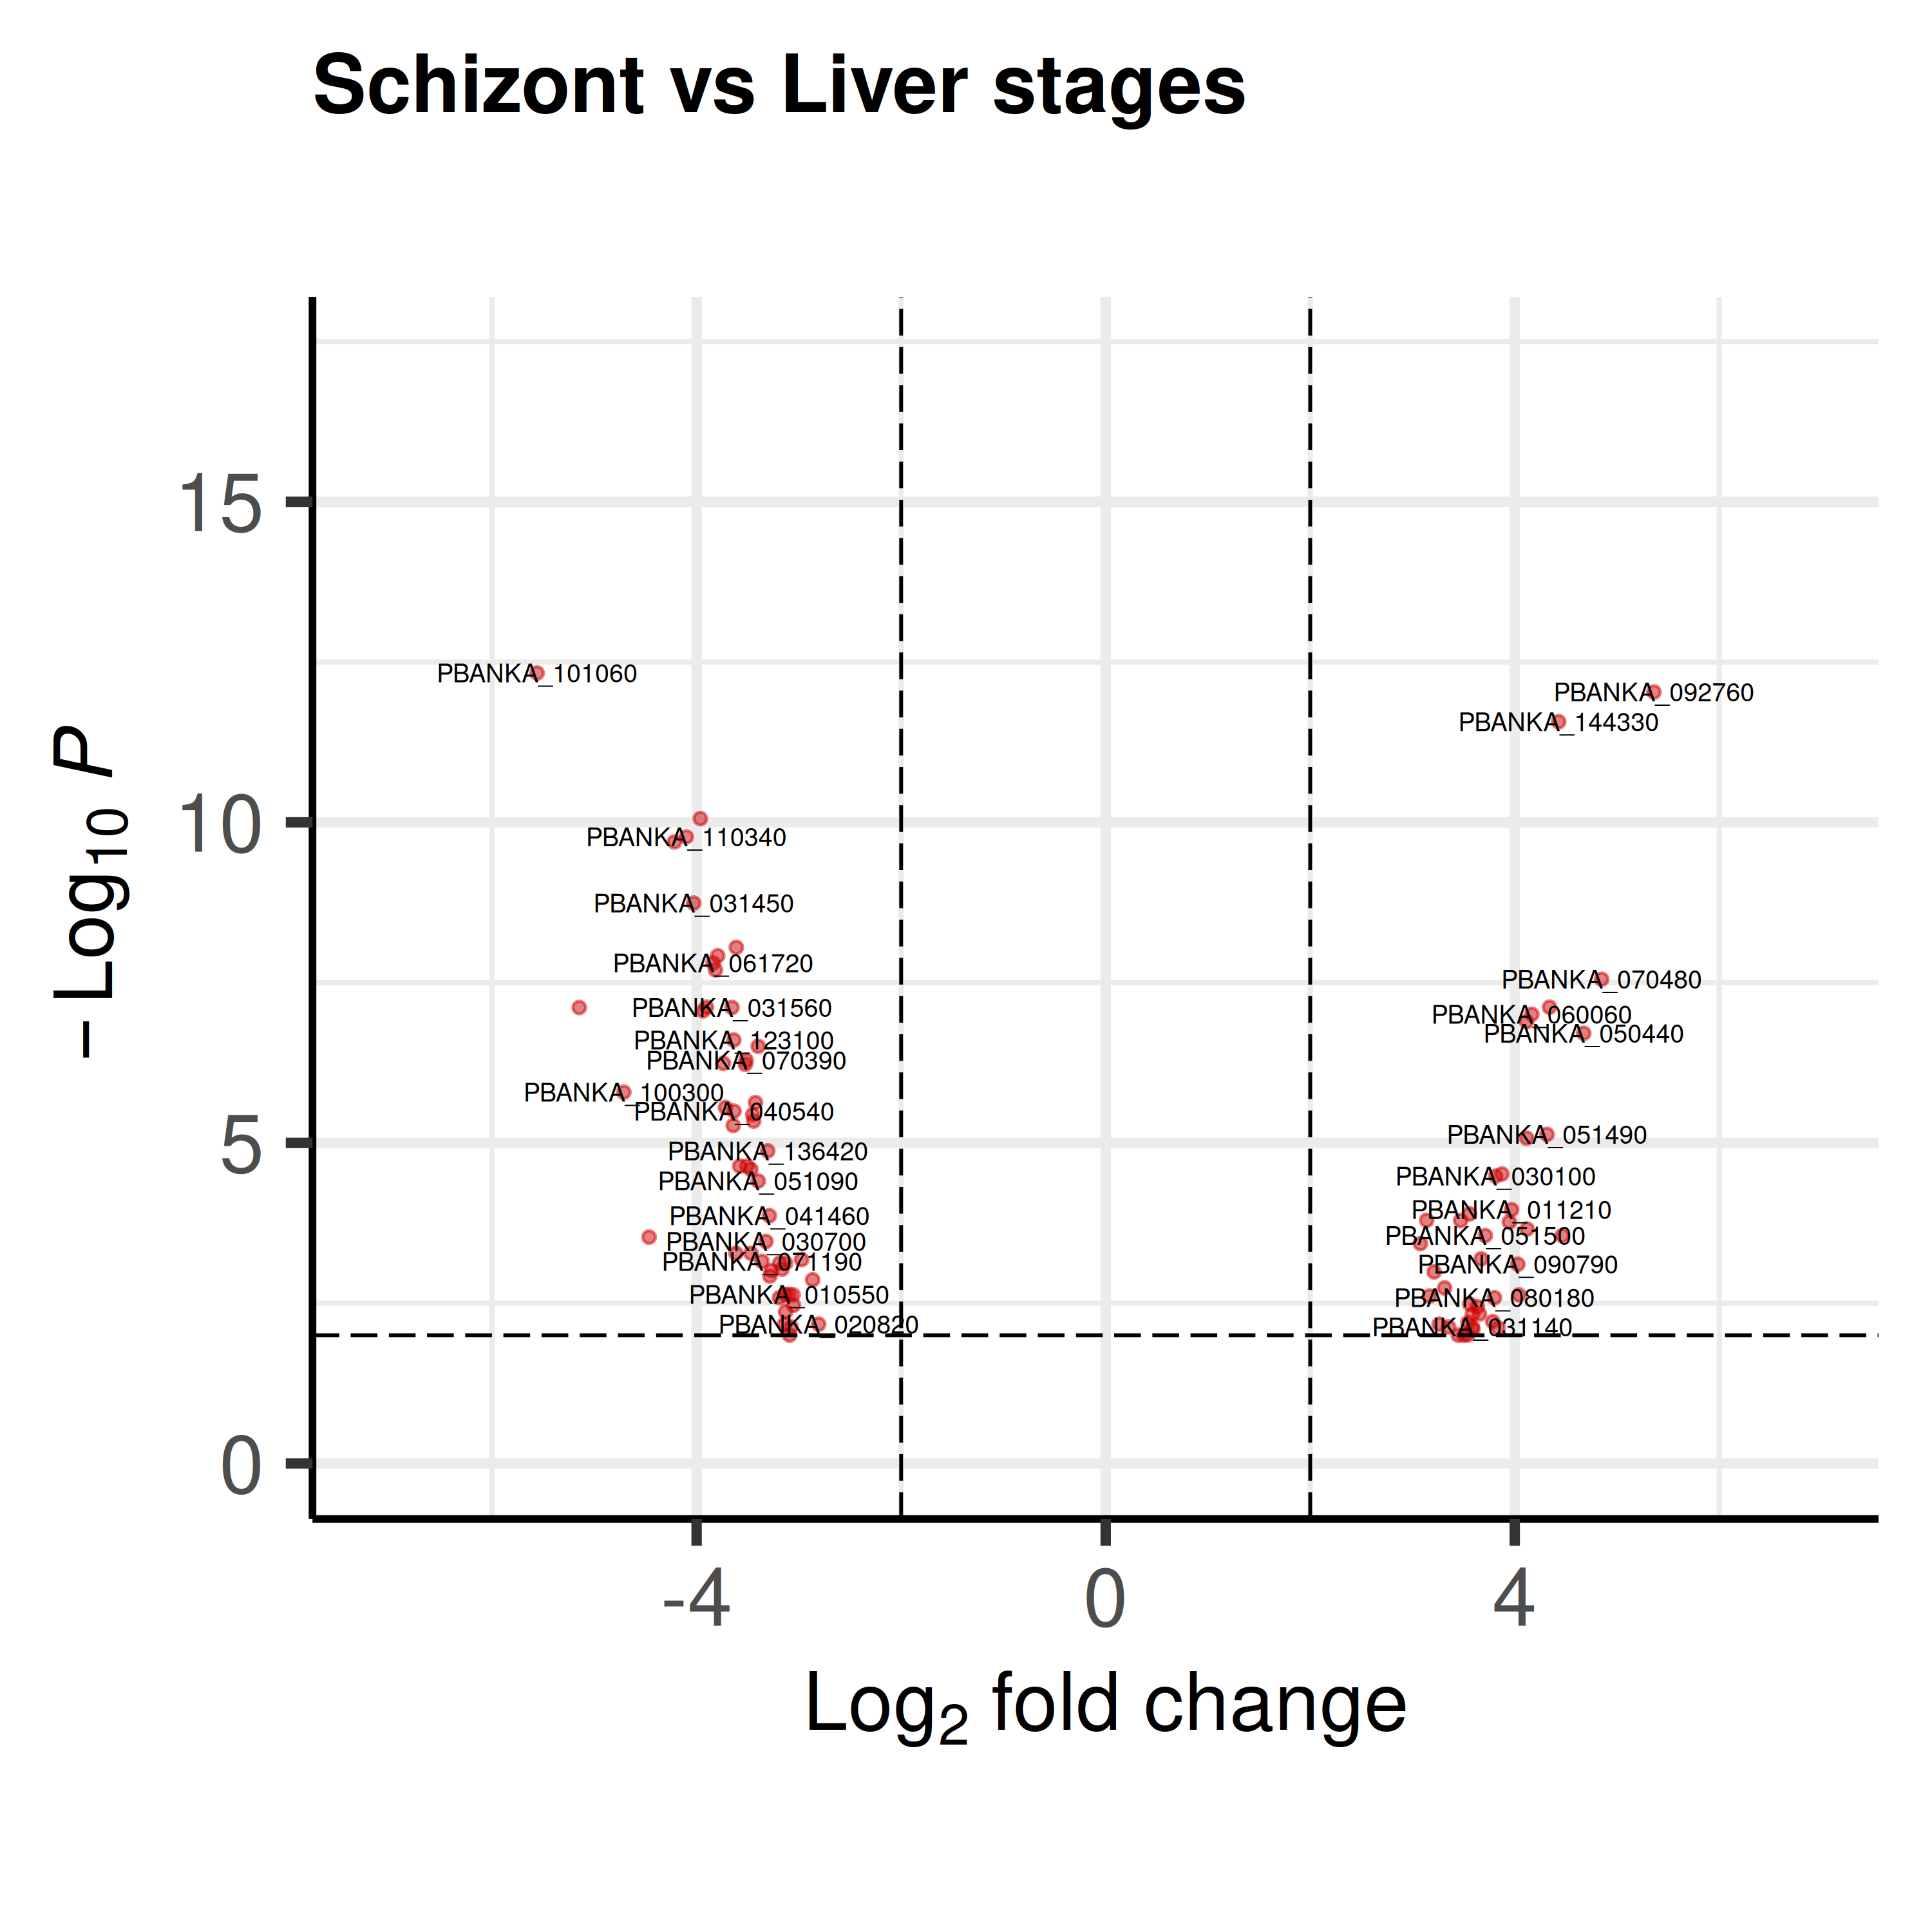 Schizont vs Liver stages
− Log10 P
15
10
5
0
PBANKA_101060
PBANKA_092760
PBANKA_144330
PBANKA_110340
PBANKA_031450
PBANKA_061720
PBANKA_070480
PBANKA_031560
PBANKA_060060
PBANKA_050440
PBANKA_123100
PBANKA_070390
PBANKA_100300
PBANKA_040540
PBANKA_051490
PBANKA_136420
PBANKA_030100
PBANKA_051090
PBANKA_011210
PBANKA_041460
PBANKA_051500
PBANKA_030700
PBANKA_071190
PBANKA_090790
PBANKA_010550
PBANKA_080180
PBANKA_020820
PBANKA_031140
-4
0
4
Log2 fold change